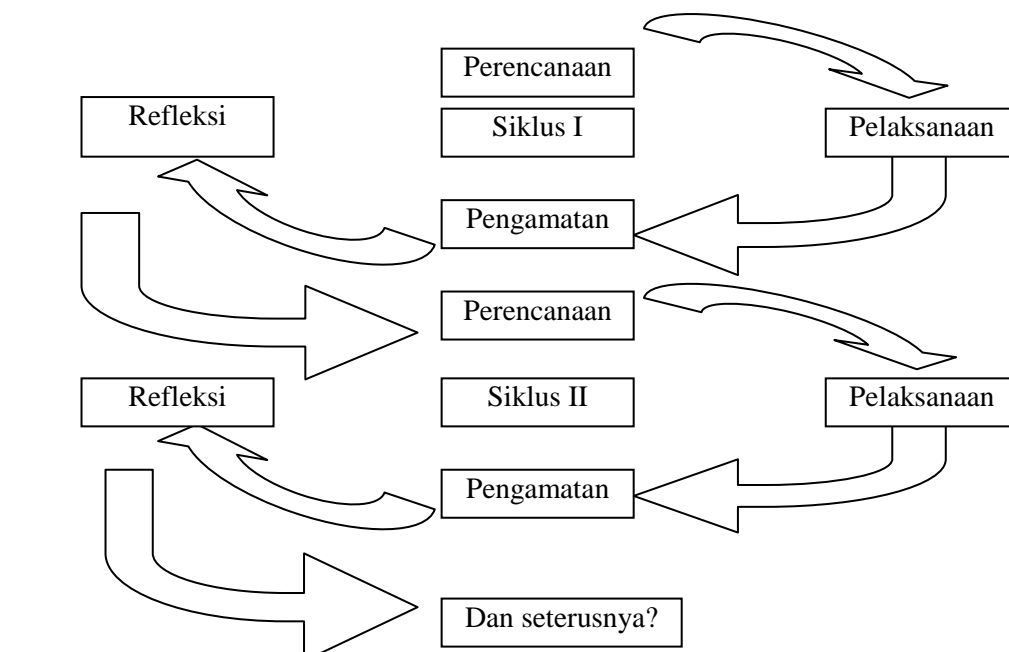 Perencanaan
Refleksi
Siklus I
Pelaksanaan
Pengamatan
Perencanaan
Refleksi
Siklus II
Pelaksanaan
Pengamatan
Dan seterusnya?